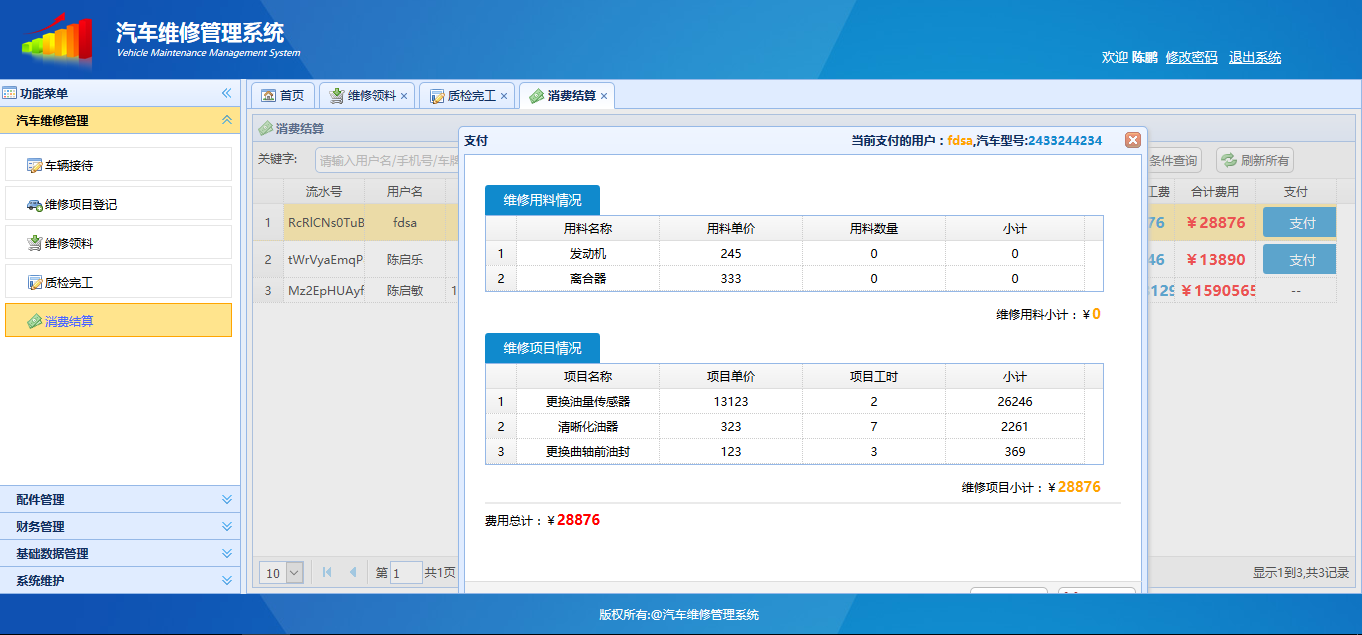 汽车维修管理系统
Vehicle Maintenance Management System
欢迎 陈鹏 修改密码 退出系统
功能菜单
汽车维修管理
车辆接待
维修项目登记
维修领料
质检完工
消费结算
配件管理
财务管理
基础数据管理
系统维护
首页 维修领料 × 质检完工 × 消费结算 ×
消费结算
关键字: 请输入用户名/手机号/车牌 条件查询 刷新所有
流水号 用户名 工费 合计费用 支付
1 RcRlCNs0TuB fdsa 76 ￥28876 支付
2 tWrVyaEmqP 陈启乐 46 ￥13890 支付
3 Mz2EpHUAyf 陈启敏 1 129 ￥1590565 --
10 第 1 共1页 显示1到3,共3记录
支付 当前支付的用户：fdsa,汽车型号:2433244234
维修用料情况
用料名称 用料单价 用料数量 小计
1 发动机 245 0 0
2 离合器 333 0 0
维修用料小计：￥0
维修项目情况
项目名称 项目单价 项目工时 小计
1 更换油量传感器 13123 2 26246
2 清晰化油器 323 7 2261
3 更换曲轴前油封 123 3 369
维修项目小计：￥28876
费用总计：￥28876
版权所有:@汽车维修管理系统